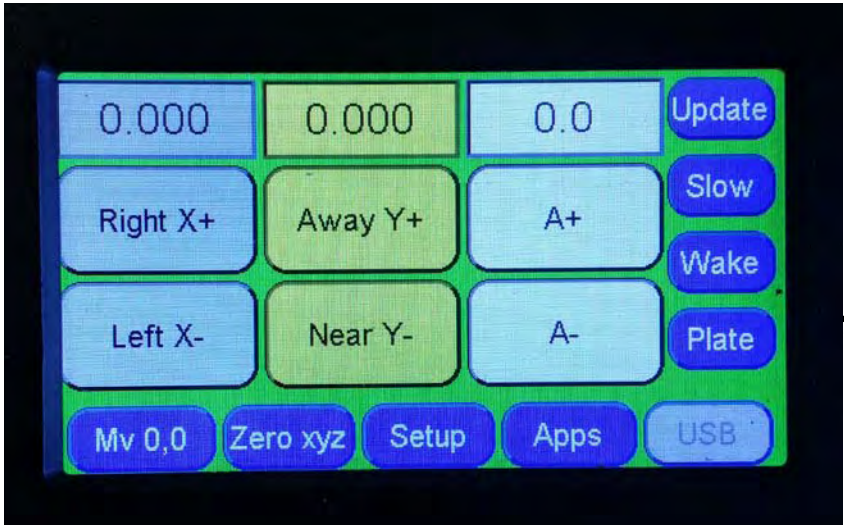 0.000 0.000 0.0 Update
Slow
Right X+ Away Y+ A+
Wake
Left X- Near Y- A- Plate
Mv 0,0 Zero xyz Setup Apps USB